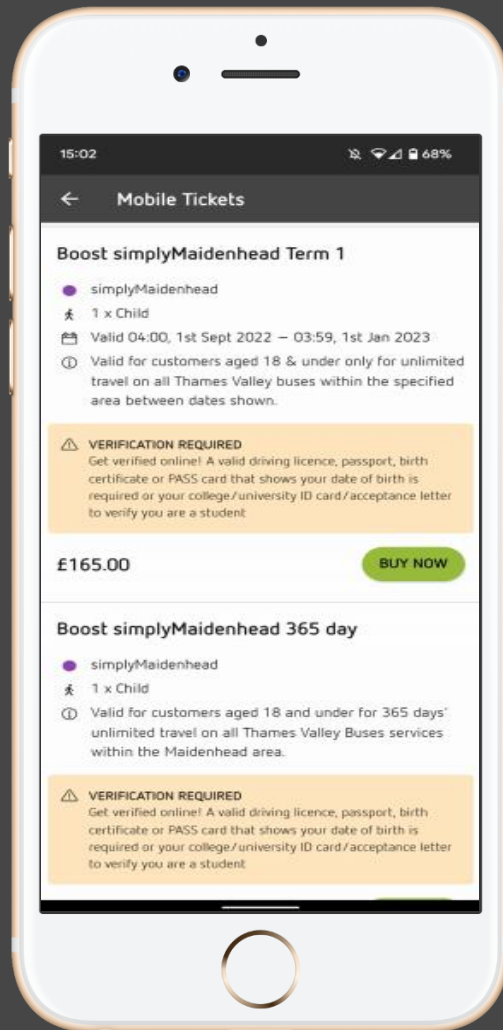 15:02 68%
Mobile Tickets
Boost simplyMaidenhead Term 1
simplyMaidenhead
1 x Child
Valid 04:00, 1st Sept 2022 – 03:59, 1st Jan 2023
Valid for customers aged 18 & under only for unlimited
travel on all Thames Valley buses within the specified
area between dates shown.
VERIFICATION REQUIRED
Get verified online! A valid driving licence, passport, birth
certificate or PASS card that shows your date of birth is
required or your college/university ID card/acceptance letter
to verify you are a student
£165.00 BUY NOW
Boost simplyMaidenhead 365 day
simplyMaidenhead
1 x Child
Valid for customers aged 18 and under for 365 days'
unlimited travel on all Thames Valley Buses services
within the Maidenhead area.
VERIFICATION REQUIRED
Get verified online! A valid driving licence, passport, birth
certificate or PASS card that shows your date of birth is
required or your college/university ID card/acceptance letter
to verify you are a student